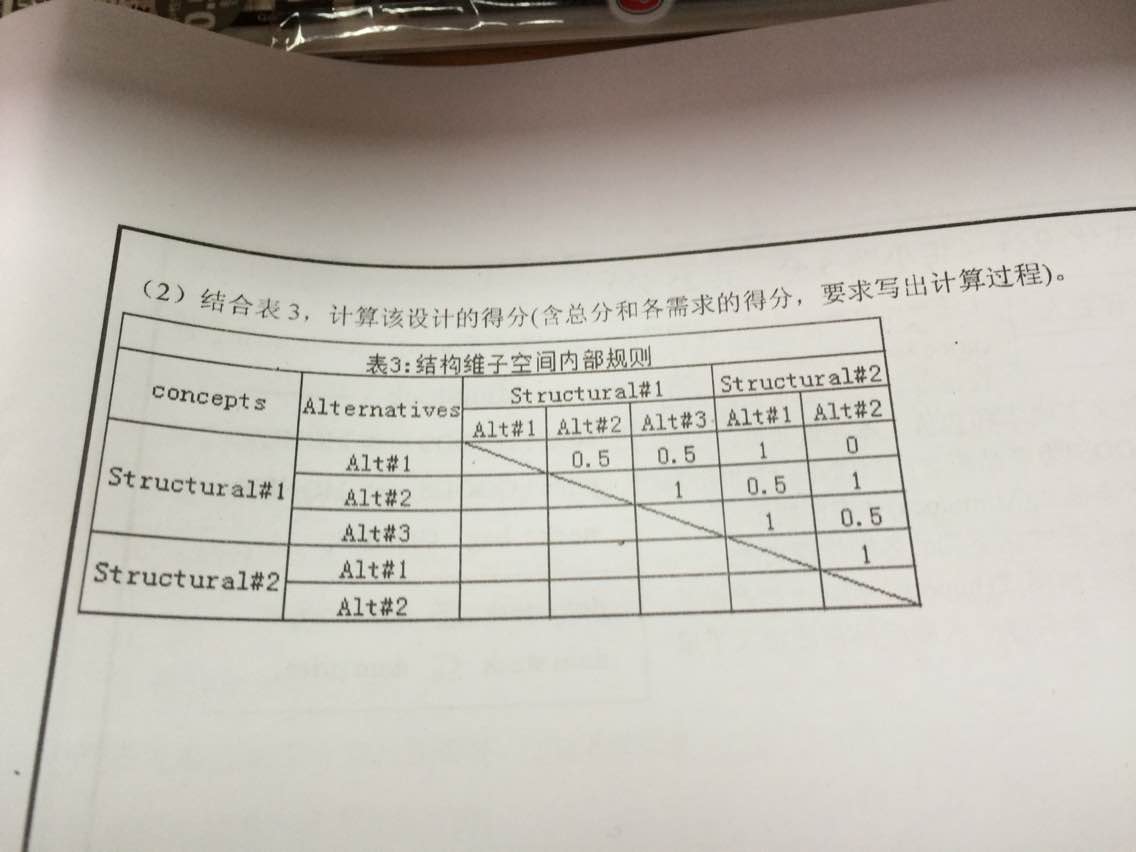 （2）结合表 3，计算该设计的得分(含总分和各需求的得分，要求写出计算过程)。
表3:结构维子空间内部规则
concepts Alternatives Structural#1 Structural#2
Alt#1 Alt#2 Alt#3 Alt#1 Alt#2
Structural#1 Alt#1 0.5 0.5 1 0
Alt#2 1 0.5 1
Alt#3 1 0.5
Structural#2 Alt#1 1
Alt#2